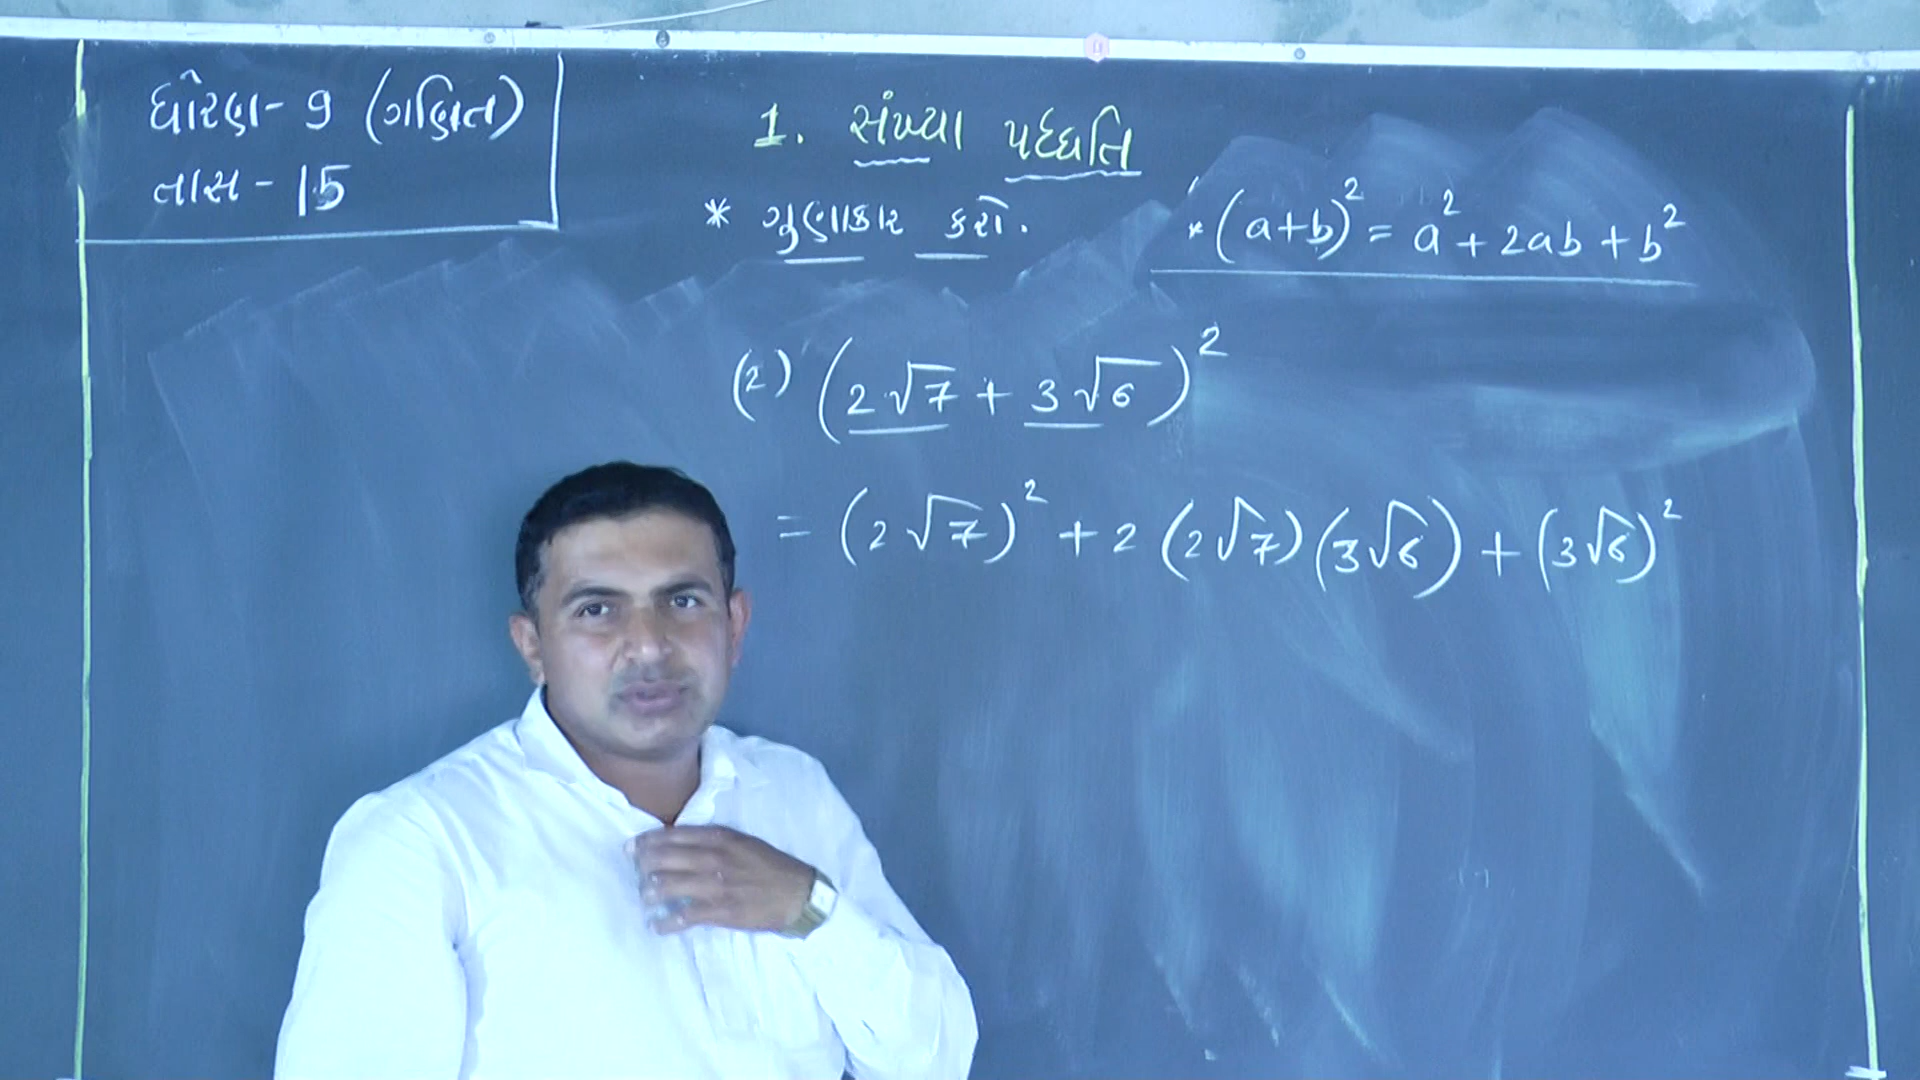 ધોરણ - 9 (ગણિત)
તાસ - 15
1. સંખ્યા પદ્ધતિ
* ગુણાકાર કરો.
* (a+b)² = a² + 2ab + b²
(2) (2√7 + 3√6)²
= (2√7)² + 2 (2√7)(3√6) + (3√6)²